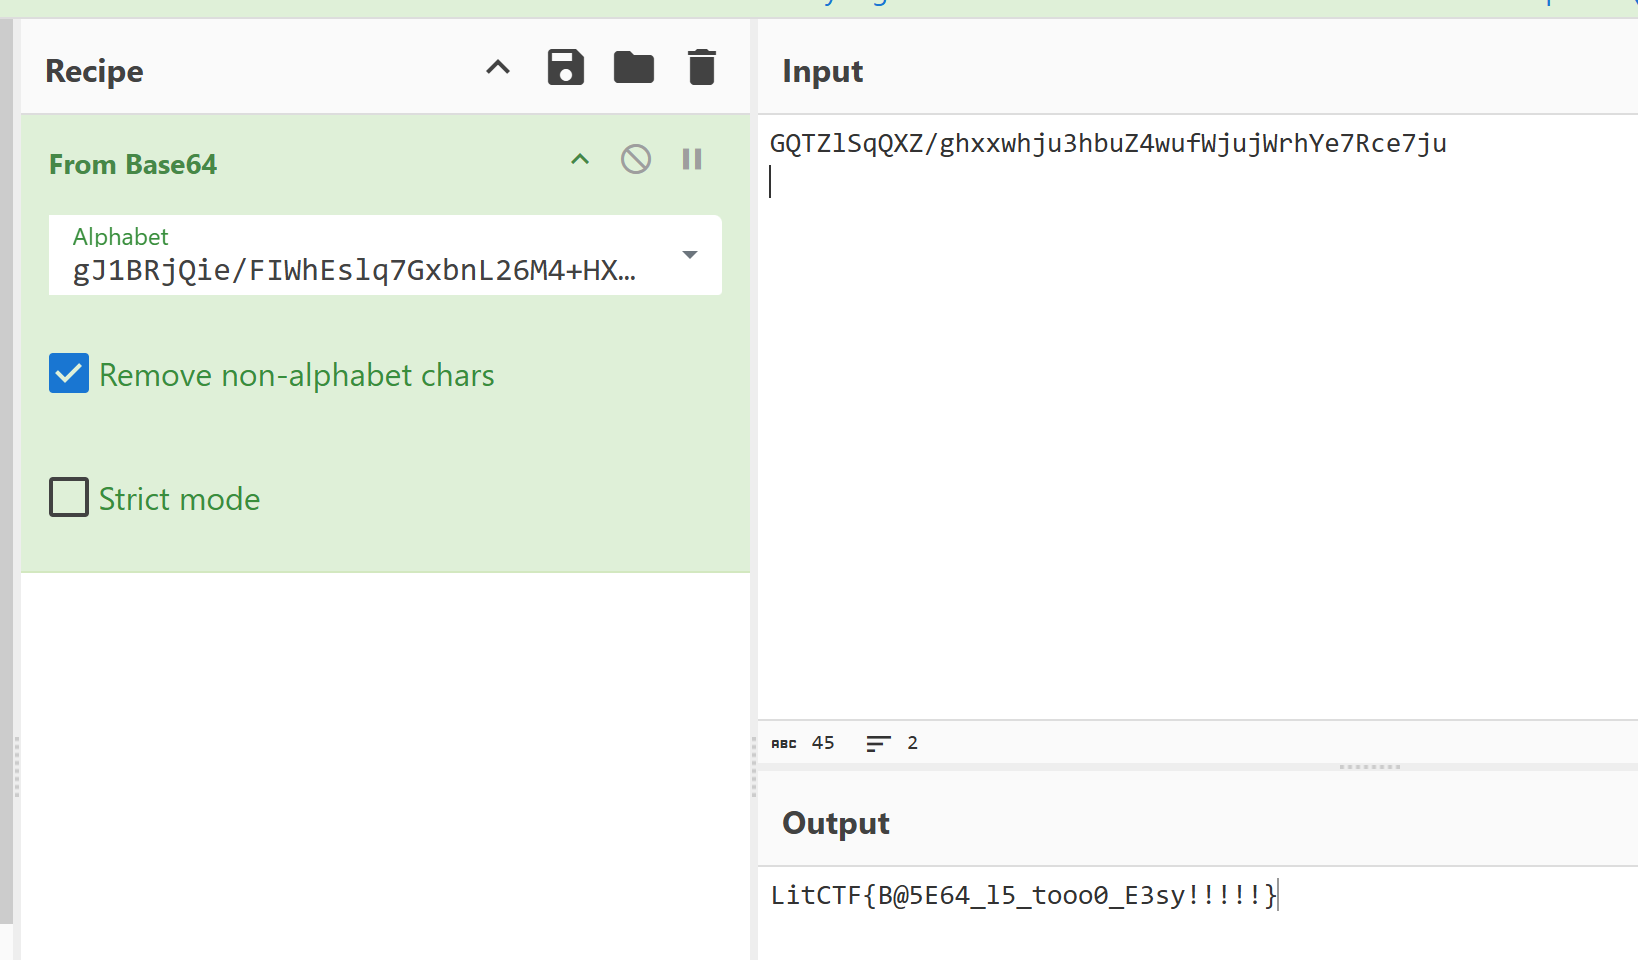 Recipe
From Base64
Alphabet
gJ1BRjQie/FIWhEslq7GxbnL26M4+HX…
Remove non-alphabet chars
Strict mode
Input
GQTZlSqQXZ/ghxxwhju3hbuZ4wufWjujWrhYe7Rce7ju
ABC 45 2
Output
LitCTF{B@5E64_l5_tooo0_E3sy!!!!!}